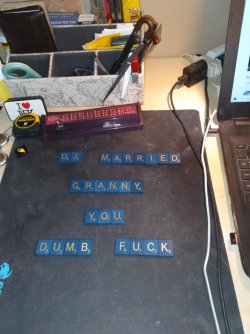 I ♥
D.J. MARRIED,
GRANNY,
YOU
DUMB, FUCK.